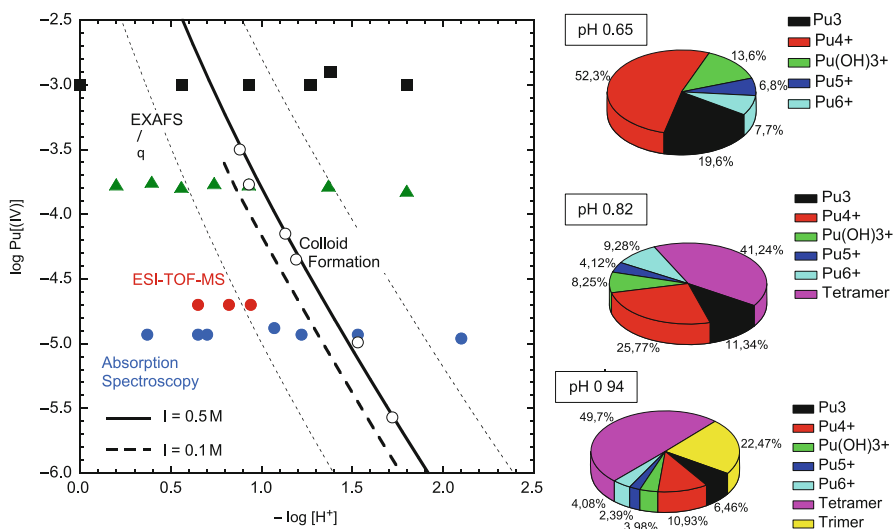 -2.5
-3.0
-3.5
-4.0
-4.5
-5.0
-5.5
-6.0
log Pu[(IV)]
0.0 0.5 1.0 1.5 2.0 2.5
– log [H+]
EXAFS
/
q
Colloid
Formation
ESI-TOF-MS
Absorption
Spectroscopy
I = 0.5 M
I = 0.1 M
pH 0.65
52,3%
13,6%
6,8%
7,7%
19,6%
Pu3
Pu4+
Pu(OH)3+
Pu5+
Pu6+
pH 0.82
9,28%
4,12%
8,25%
25,77%
11,34%
41,24%
Pu3
Pu4+
Pu(OH)3+
Pu5+
Pu6+
Tetramer
pH 0 94
49,7%
22,47%
4,08%
2,39%
3,98%
10,93%
6,46%
Pu3
Pu4+
Pu(OH)3+
Pu5+
Pu6+
Tetramer
Trimer